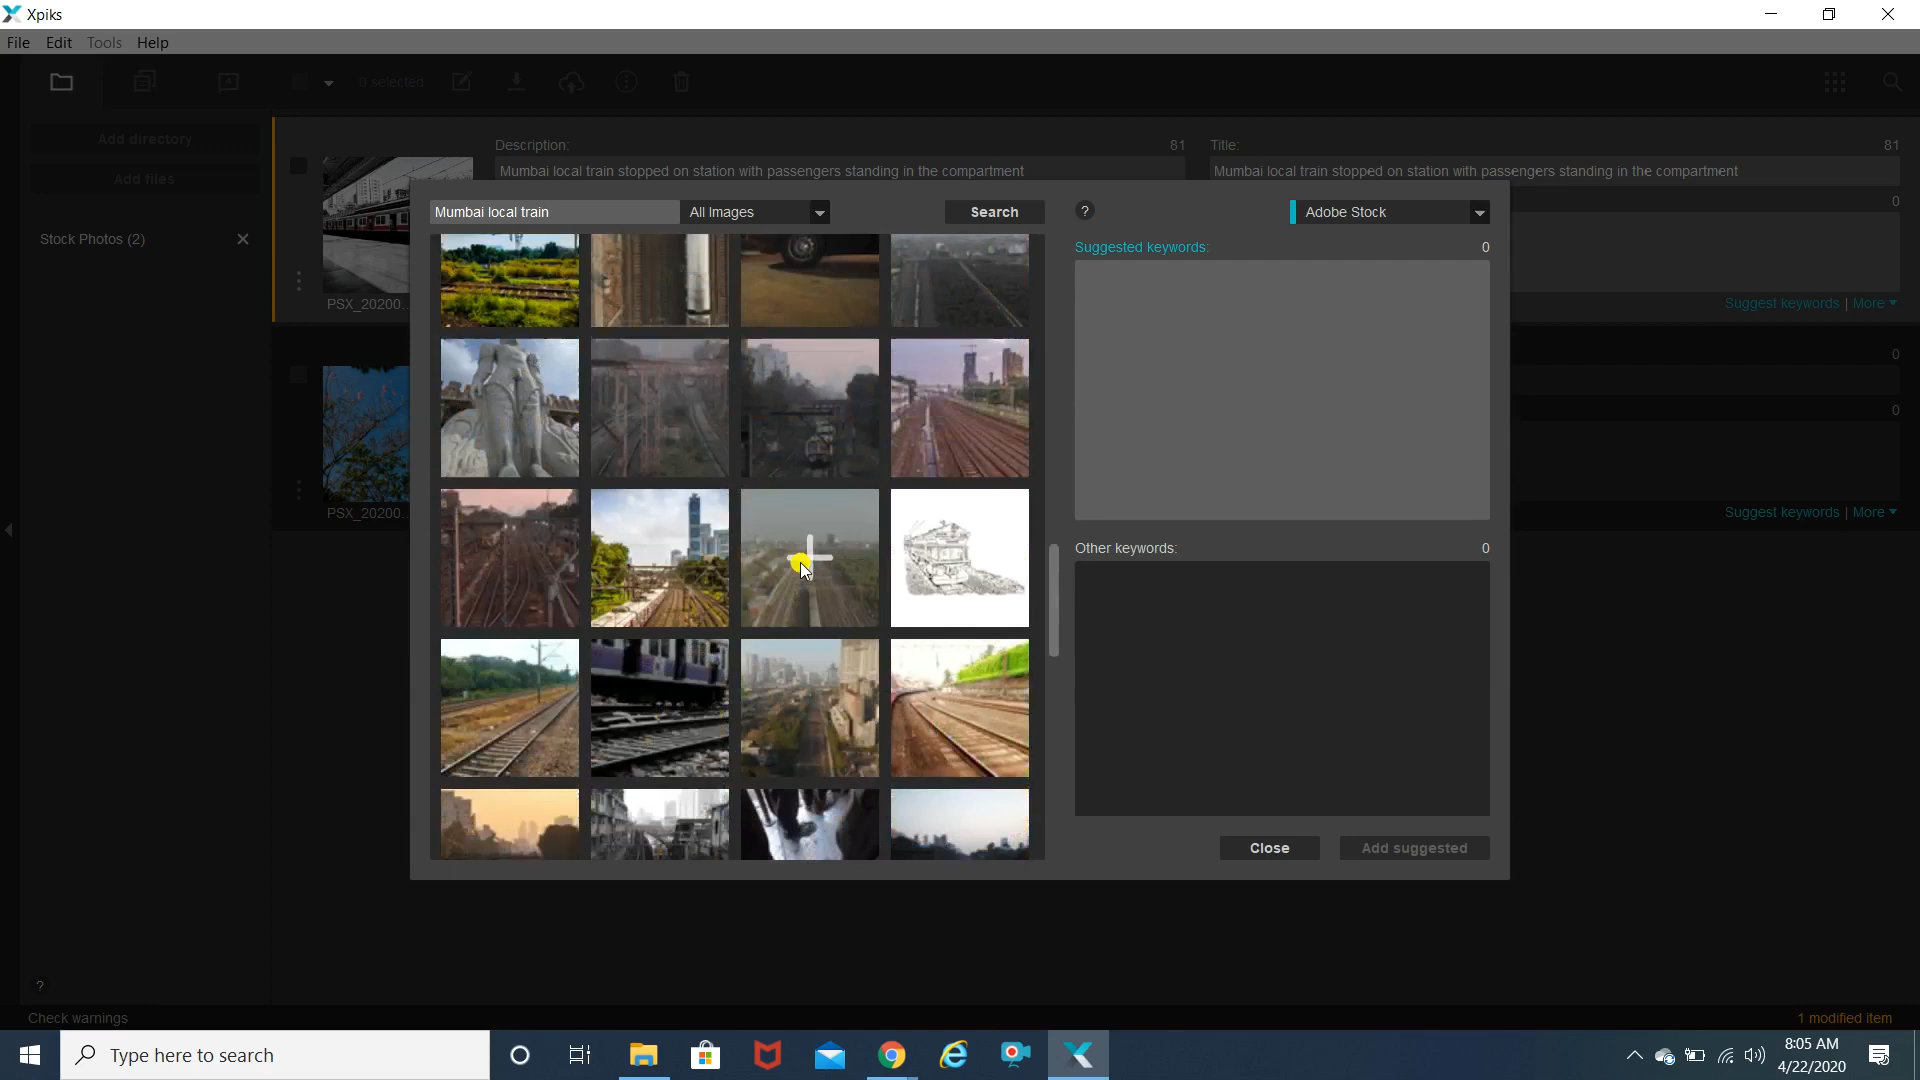 Xpiks
File Edit Tools Help
0 selected
Add directory
Add files
Stock Photos (2)
Description: 81
Mumbai local train stopped on station with passengers standing in the compartment
Title: 81
Mumbai local train stopped on station with passengers standing in the compartment
0
PSX_20200..
Suggest keywords | More
0
0
PSX_20200..
Suggest keywords | More
Mumbai local train All Images Search
? Adobe Stock
Suggested keywords: 0
Other keywords: 0
Close Add suggested
?
Check warnings
1 modified item
Type here to search
8:05 AM
4/22/2020